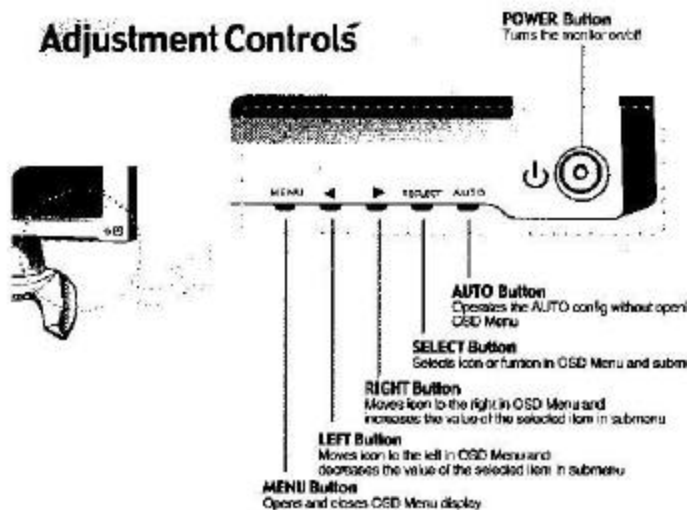 Adjustment Controls
POWER Button
Turns the monitor on/off
MENU ◄ ► SELECT AUTO
AUTO Button
Operates the AUTO config without openi
OSD Menu
SELECT Button
Selects icon or funtion in OSD Menu and subme
RIGHT Button
Moves icon to the right in OSD Menu and
increases the value of the selected item in submenu
LEFT Button
Moves icon to the left in OSD Menu and
decreases the value of the selected item in submenu
MENU Button
Opens and closes OSD Menu display